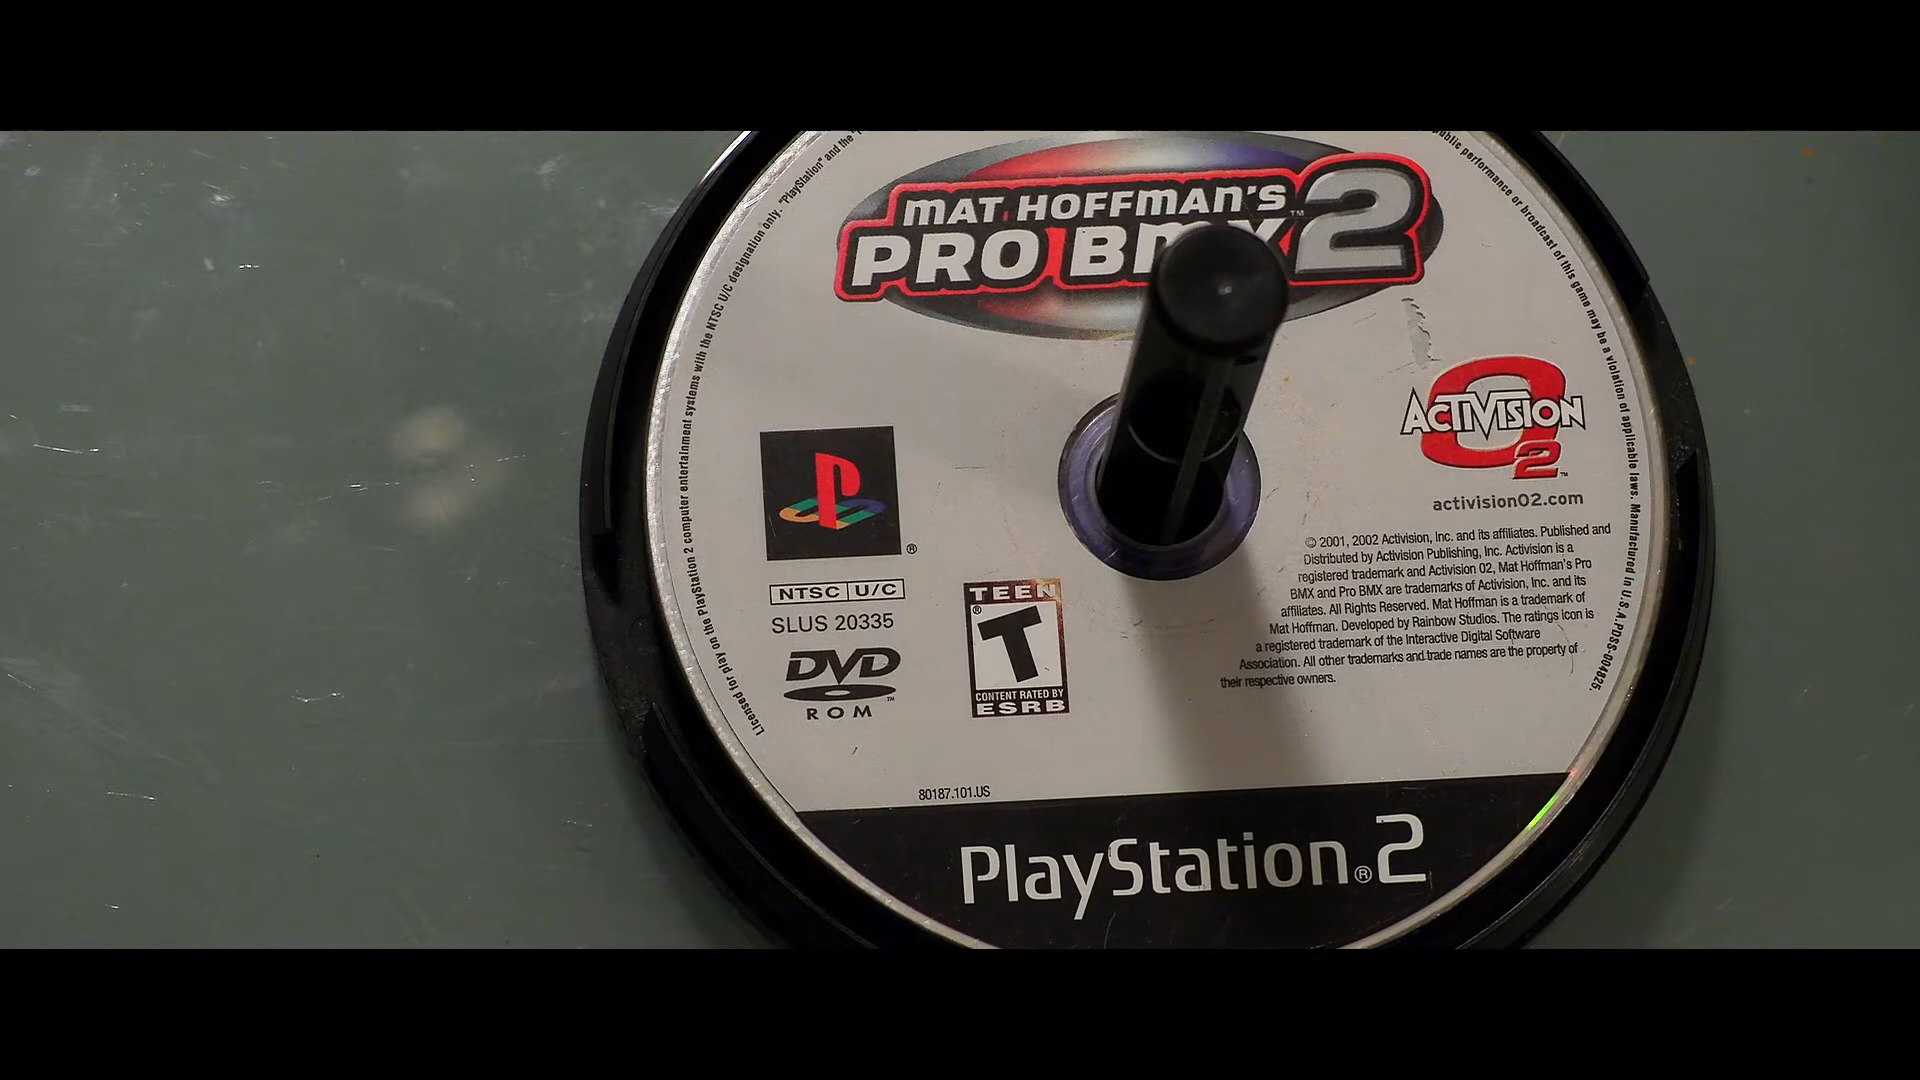 MAT HOFFMAN'S
PRO BMX™ 2
ACTIVISION
O2™
activision02.com
®
NTSC U/C
SLUS 20335
DVD™
ROM
TEEN
®
T
CONTENT RATED BY
ESRB
© 2001, 2002 Activision, Inc. and its affiliates. Published and
Distributed by Activision Publishing, Inc. Activision is a
registered trademark and Activision 02, Mat Hoffman's Pro
BMX and Pro BMX are trademarks of Activision, Inc. and its
affiliates. All Rights Reserved. Mat Hoffman is a trademark of
Mat Hoffman. Developed by Rainbow Studios. The ratings icon is
a registered trademark of the Interactive Digital Software
Association. All other trademarks and trade names are the property of
their respective owners.
80187.101.US
PlayStation®2
Licensed for play on the PlayStation 2 computer entertainment systems with the NTSC U/C designation only. "PlayStation" and the
public performance or broadcast of this game may be a violation of applicable laws. Manufactured in U.S.A. PDSS-004825.